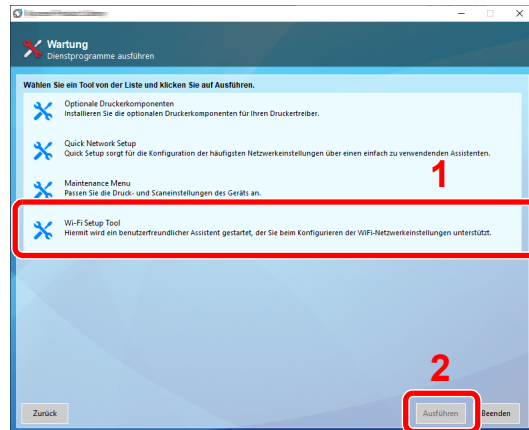 Wartung
Dienstprogramme ausführen
Wählen Sie ein Tool von der Liste und klicken Sie auf Ausführen.
Optionale Druckerkomponenten
Installieren Sie die optionalen Druckerkomponenten für Ihren Druckertreiber.
Quick Network Setup
Quick Setup sorgt für die Konfiguration der häufigsten Netzwerkeinstellungen über einen einfach zu verwendenden Assistenten.
1
Maintenance Menu
Passen Sie die Druck- und Scaneinstellungen des Geräts an.
Wi-Fi Setup Tool
Hiermit wird ein benutzerfreundlicher Assistent gestartet, der Sie beim Konfigurieren der WiFi-Netzwerkeinstellungen unterstützt.
2
Zurück Ausführen Beenden